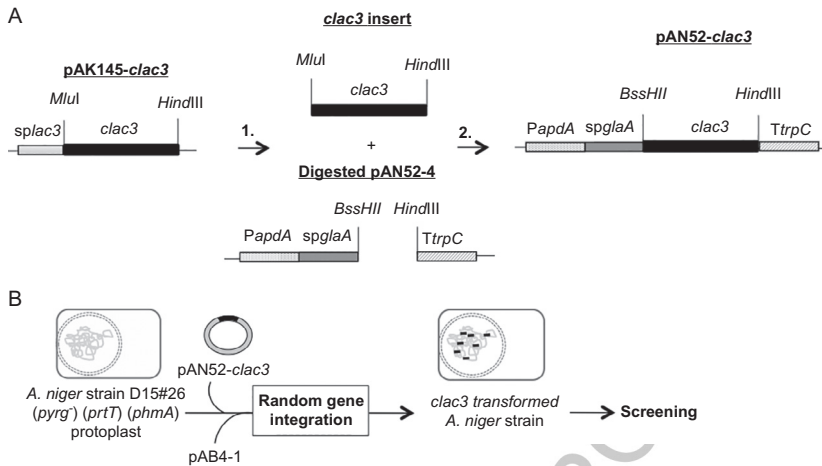 A
pAK145-clac3
MluI
HindIII
splac3
clac3
1.
clac3 insert
MluI
HindIII
clac3
+
Digested pAN52-4
BssHII
HindIII
PapdA
spglaA
TtrpC
2.
pAN52-clac3
BssHII
HindIII
PapdA
spglaA
clac3
TtrpC
B
pAN52-clac3
A. niger strain D15#26
(pyrg-) (prtT) (phmA)
protoplast
pAB4-1
Random gene
integration
clac3 transformed
A. niger strain
Screening